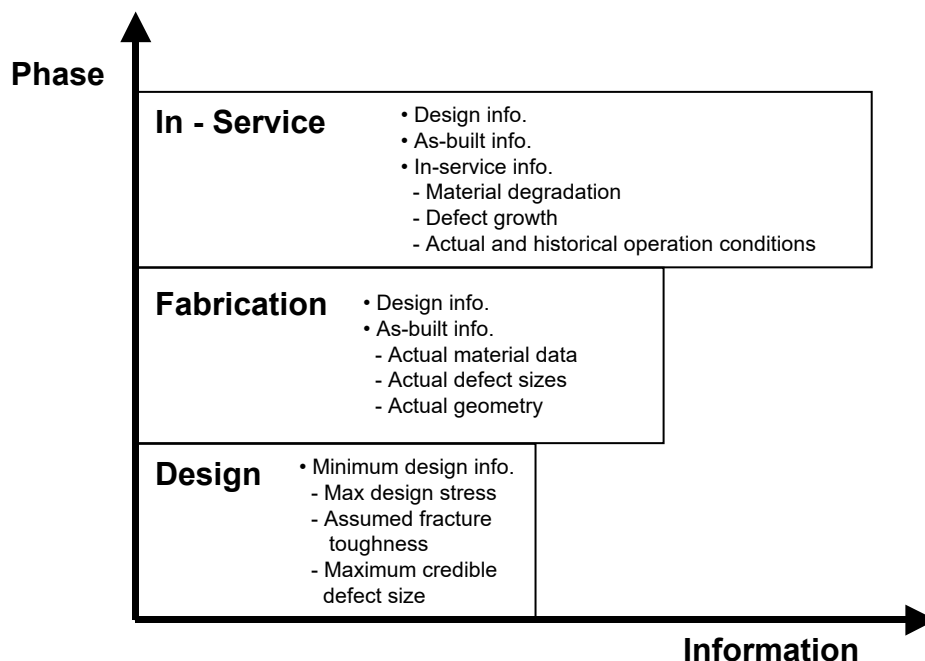 Phase
In - Service
• Design info.
• As-built info.
• In-service info.
- Material degradation
- Defect growth
- Actual and historical operation conditions
Fabrication
• Design info.
• As-built info.
- Actual material data
- Actual defect sizes
- Actual geometry
Design
• Minimum design info.
- Max design stress
- Assumed fracture
toughness
- Maximum credible
defect size
Information